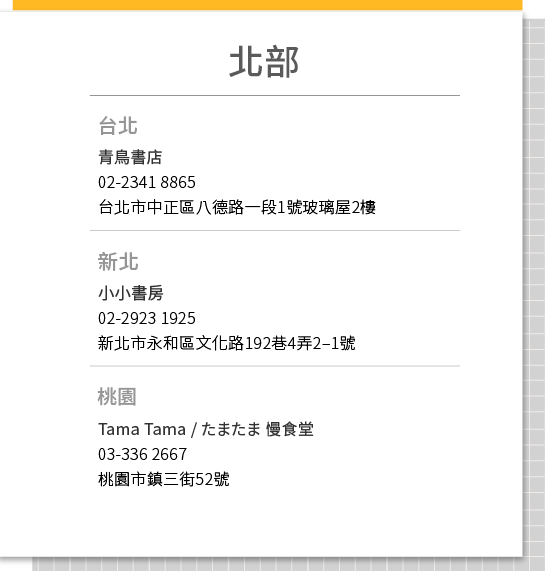 北部
台北
青鳥書店
02-2341 8865
台北市中正區八德路一段1號玻璃屋2樓
新北
小小書房
02-2923 1925
新北市永和區文化路192巷4弄2–1號
桃園
Tama Tama / たまたま 慢食堂
03-336 2667
桃園市鎮三街52號